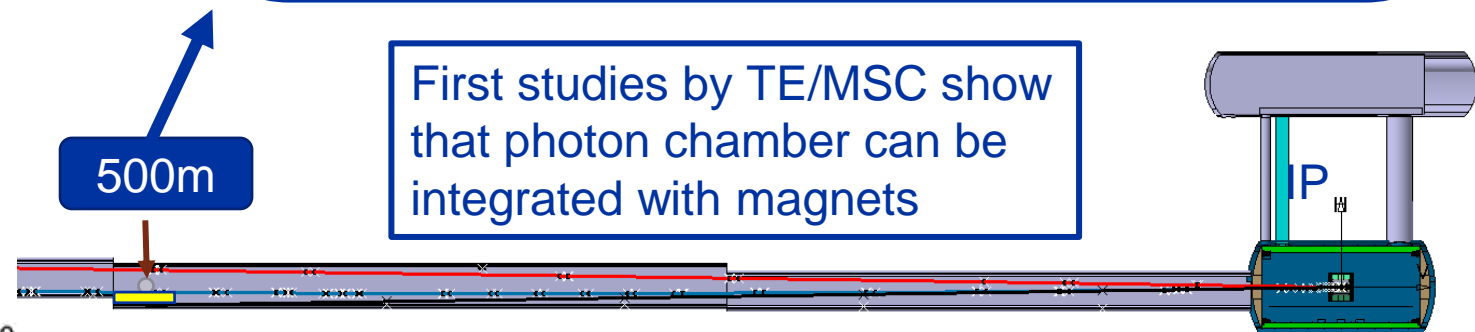 First studies by TE/MSC show
that photon chamber can be
integrated with magnets
500m
IP